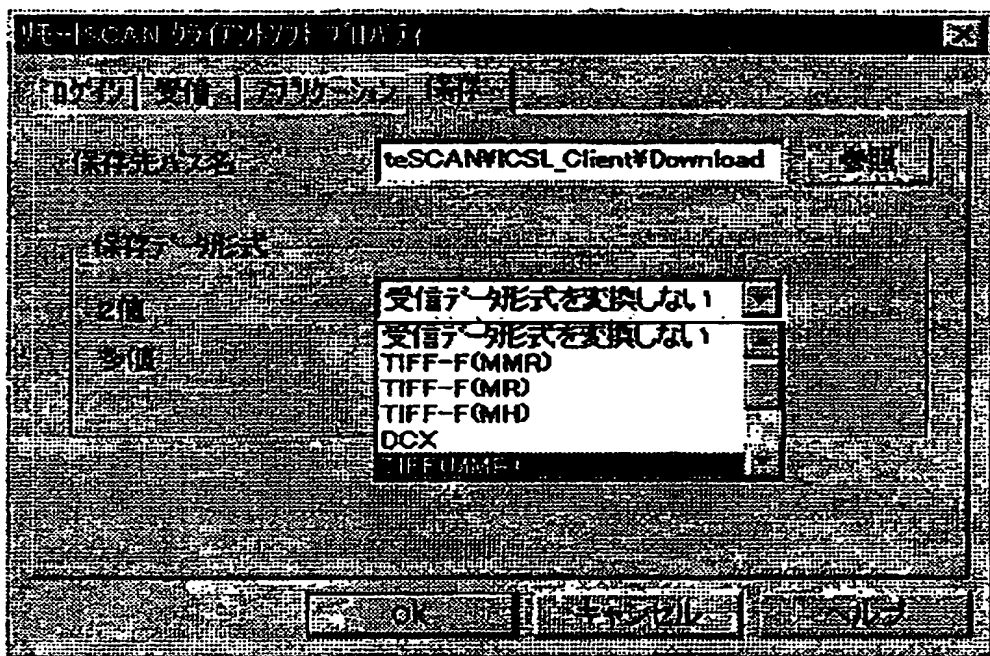 リモートSCAN クライアントソフト プロパティ
ログイン 受信 アプリケーション 保存
保存先パス名 teSCAN¥ICSL_Client¥Download 参照
保存データ形式
2値 受信データ形式を変換しない
多値
受信データ形式を変換しない
TIFF-F(MMR)
TIFF-F(MR)
TIFF-F(MH)
DCX
TIFF(MMR)
OK キャンセル ヘルプ